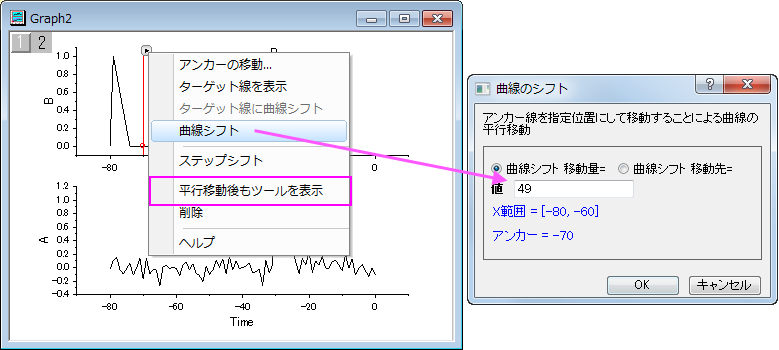 Graph2
1 2
B
1.0
0.8
0.6
0.4
0.2
0.0
-80
0
アンカーの移動...
ターゲット線を表示
ターゲット線に曲線シフト
曲線シフト
ステップシフト
平行移動後もツールを表示
削除
ヘルプ
A
1.2
1.0
0.8
0.6
0.4
0.2
0.0
-0.2
-0.4
-80 -60 -40 -20 0
Time
曲線のシフト
アンカー線を指定位置にして移動することによる曲線の
平行移動
曲線シフト 移動量= 曲線シフト 移動先=
値 49
X範囲 = [-80, -60]
アンカー = -70
OK キャンセル